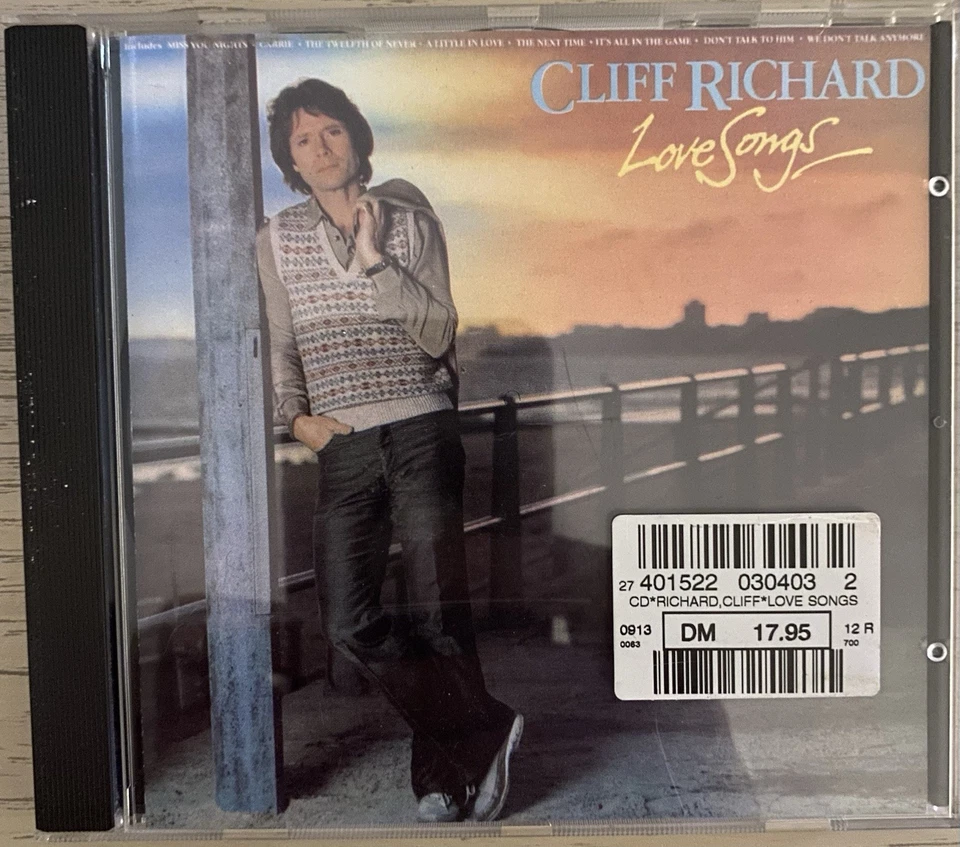 Includes MISS YOU NIGHTS • CARRIE • THE TWELFTH OF NEVER • A LITTLE IN LOVE • THE NEXT TIME • IT'S ALL IN THE GAME • DON'T TALK TO HIM • WE DON'T TALK ANYMORE
CLIFF RICHARD
Love Songs
27 401522 030403 2
CD*RICHARD,CLIFF*LOVE SONGS
0913 DM 17.95 12 R
0063 700